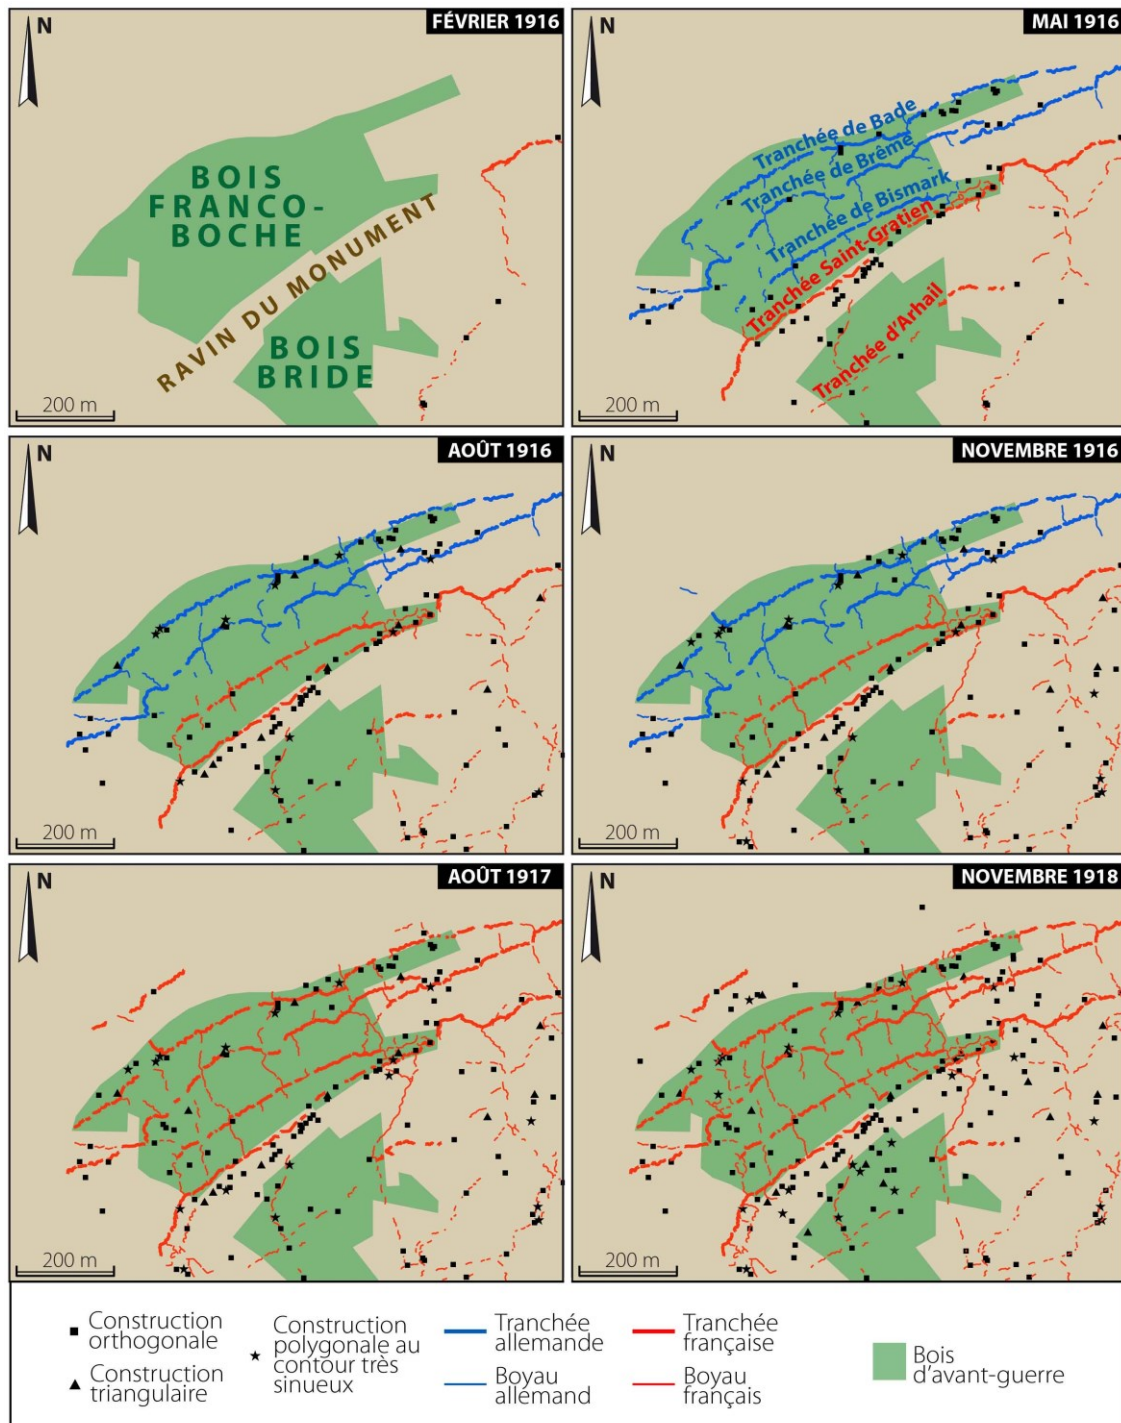 N
FÉVRIER 1916
BOIS
FRANCO-
BOCHE
RAVIN DU MONUMENT
BOIS
BRIDE
200 m
N
MAI 1916
Tranchée de Bade
Tranchée de Brême
Tranchée de Bismark
Tranchée Saint-Gratien
Tranchée d'Arhail
200 m
N
AOÛT 1916
200 m
N
NOVEMBRE 1916
200 m
N
AOÛT 1917
200 m
N
NOVEMBRE 1918
200 m
Construction
orthogonale
Construction
triangulaire
Construction
polygonale au
contour très
sinueux
Tranchée
allemande
Boyau
allemand
Tranchée
française
Boyau
français
Bois
d'avant-guerre